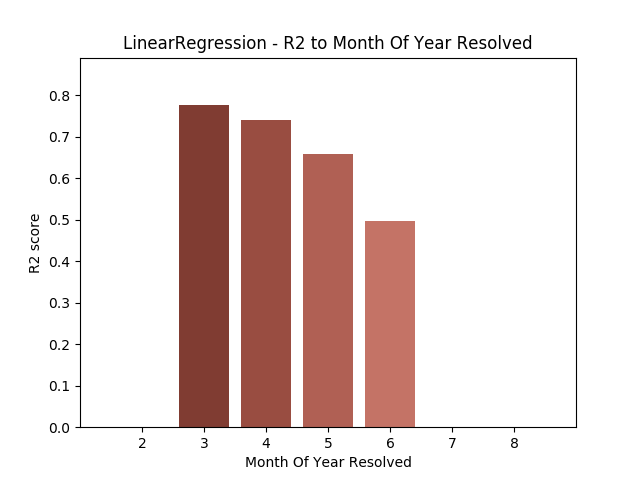 LinearRegression - R2 to Month Of Year Resolved
0.8
0.7
0.6
0.5
0.4
0.3
0.2
0.1
0.0
R2 score
2 3 4 5 6 7 8
Month Of Year Resolved